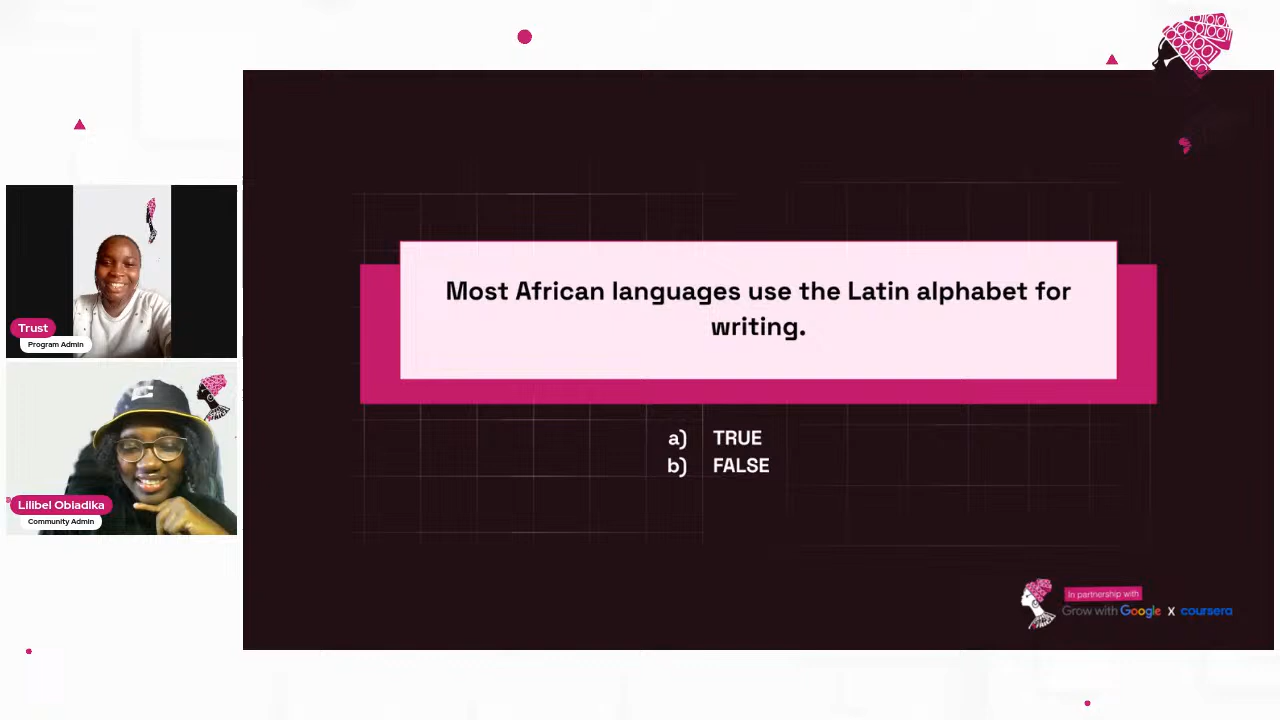 Most African languages use the Latin alphabet for
writing.
a) TRUE
b) FALSE
Trust
Program Admin
Lilibel Obiadika
Community Admin
In partnership with
Grow with Google X coursera